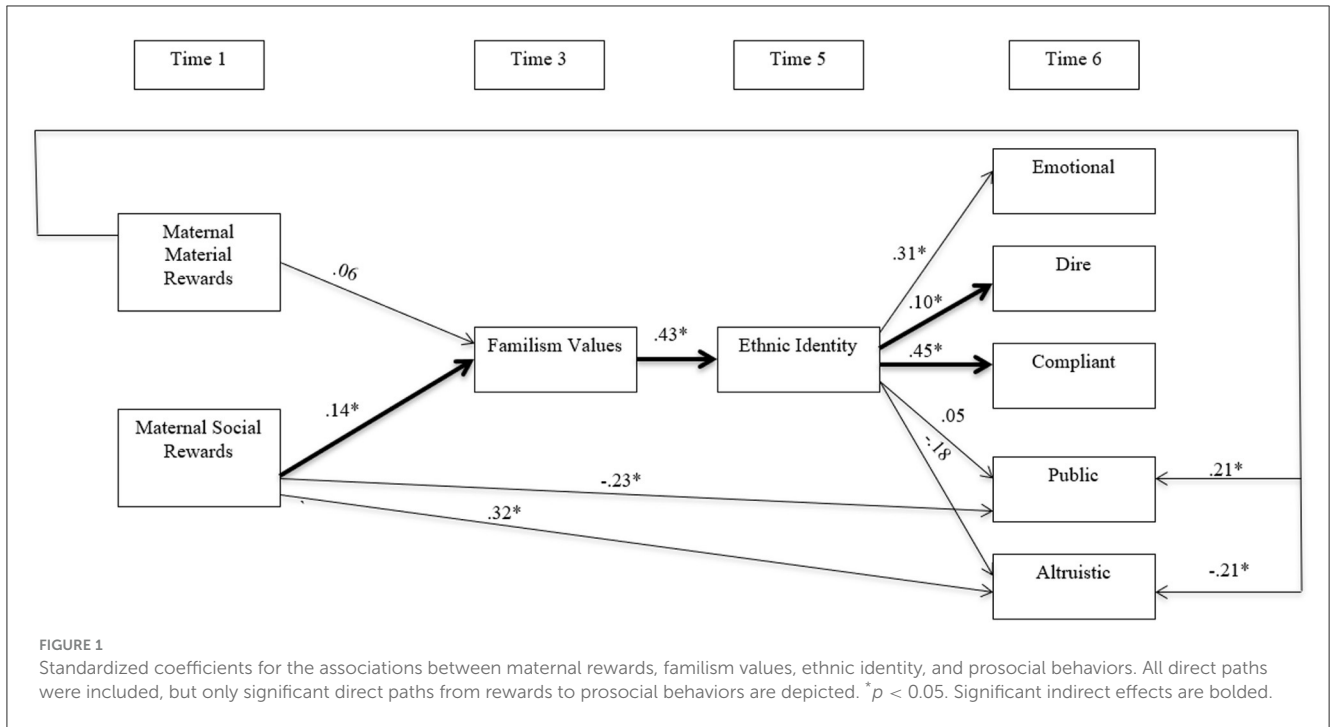 Time 1
Time 3
Time 5
Time 6
Emotional
Maternal
Material
Rewards
.06
.31*
Dire
.10*
Familism Values
.43*
Ethnic Identity
.45*
Compliant
Maternal Social
Rewards
.14*
.05
-.18
Public
.21*
-.23*
.32*
Altruistic
-.21*
FIGURE 1
Standardized coefficients for the associations between maternal rewards, familism values, ethnic identity, and prosocial behaviors. All direct paths
were included, but only significant direct paths from rewards to prosocial behaviors are depicted. *p < 0.05. Significant indirect effects are bolded.